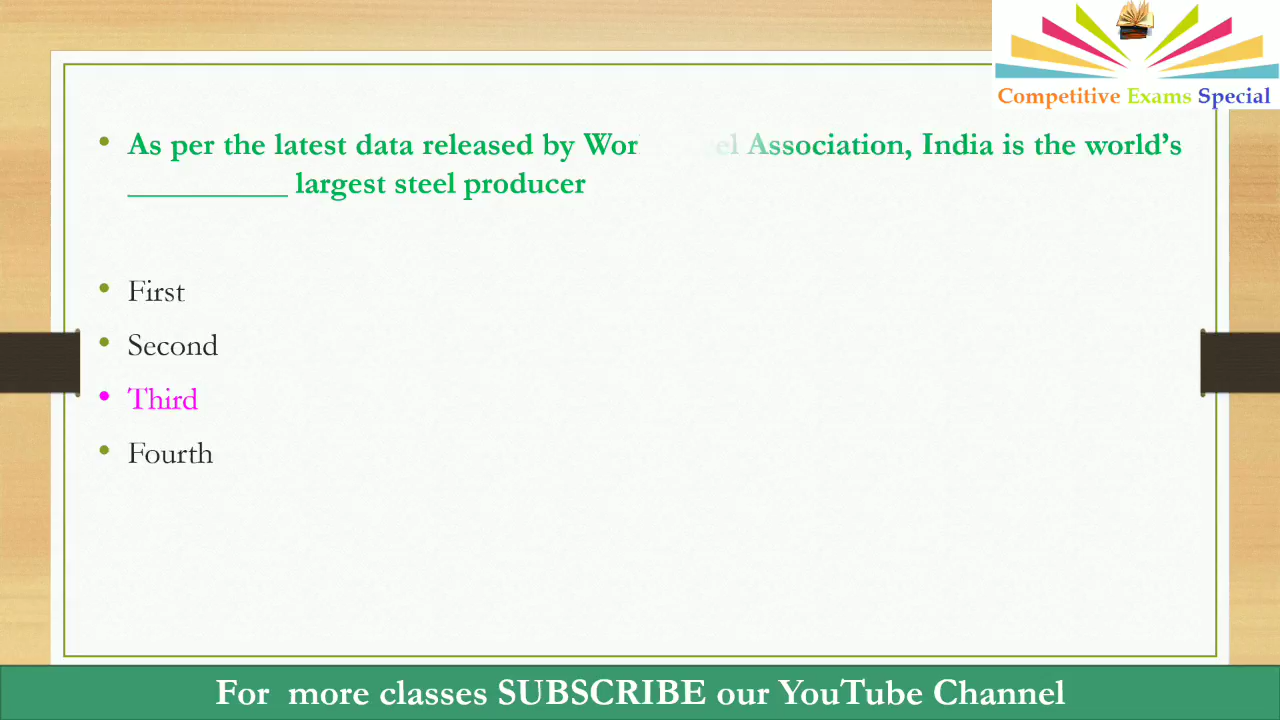 Competitive Exams Special
• As per the latest data released by Association, India is the world’s
__________ largest steel producer
• First
• Second
• Third
• Fourth
For more classes SUBSCRIBE our YouTube Channel